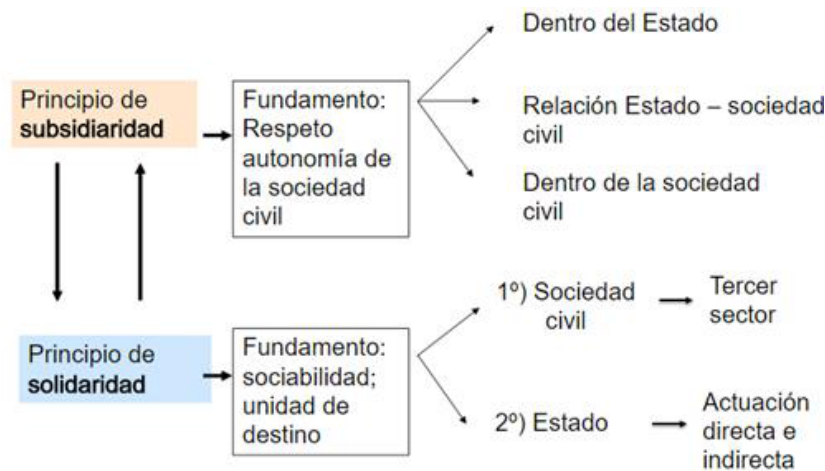 Principio de
subsidiaridad
Fundamento:
Respeto
autonomía de
la sociedad
civil
Dentro del Estado
Relación Estado – sociedad
civil
Dentro de la sociedad
civil
Principio de
solidaridad
Fundamento:
sociabilidad;
unidad de
destino
1º) Sociedad
civil
Tercer
sector
2º) Estado
Actuación
directa e
indirecta